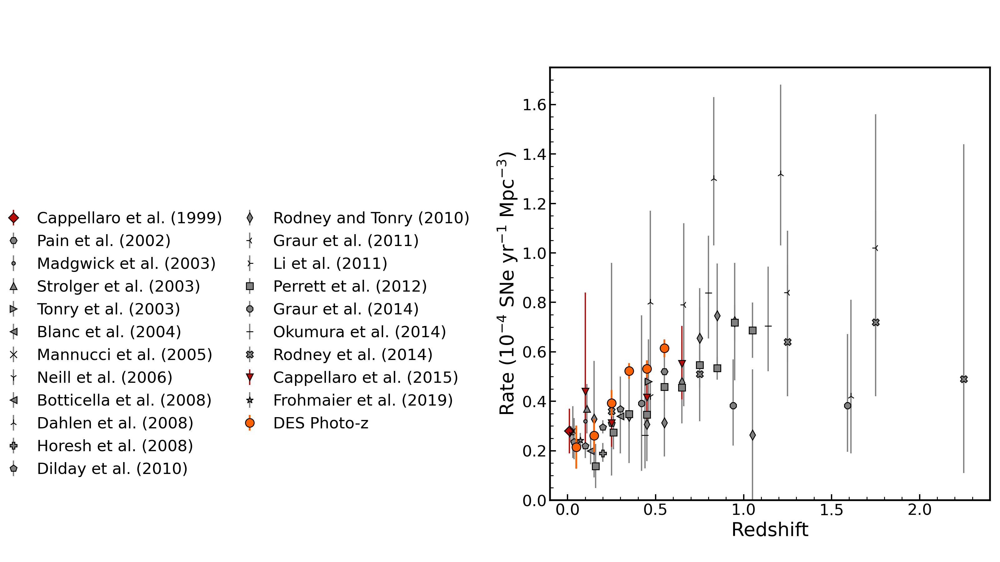 Cappellaro et al. (1999)
Pain et al. (2002)
Madgwick et al. (2003)
Strolger et al. (2003)
Tonry et al. (2003)
Blanc et al. (2004)
Mannucci et al. (2005)
Neill et al. (2006)
Botticella et al. (2008)
Dahlen et al. (2008)
Horesh et al. (2008)
Dilday et al. (2010)
Rodney and Tonry (2010)
Graur et al. (2011)
Li et al. (2011)
Perrett et al. (2012)
Graur et al. (2014)
Okumura et al. (2014)
Rodney et al. (2014)
Cappellaro et al. (2015)
Frohmaier et al. (2019)
DES Photo-z
Rate (10⁻⁴ SNe yr⁻¹ Mpc⁻³)
1.6
1.4
1.2
1.0
0.8
0.6
0.4
0.2
0.0
0.0 0.5 1.0 1.5 2.0
Redshift